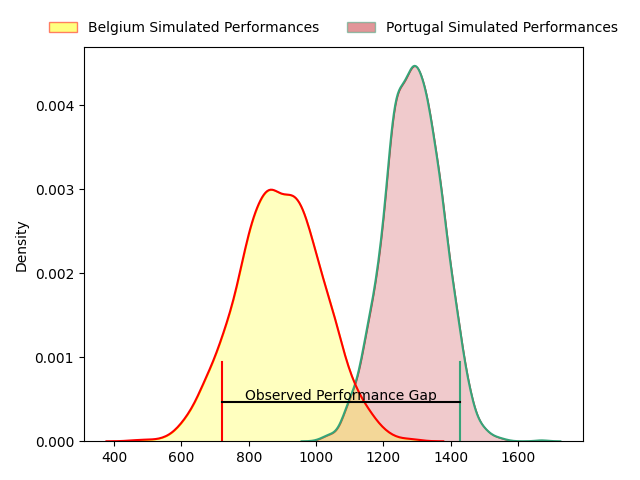 Belgium Simulated Performances
Portugal Simulated Performances
Density
0.004
0.003
0.002
0.001
0.000
Observed Performance Gap
400 600 800 1000 1200 1400 1600